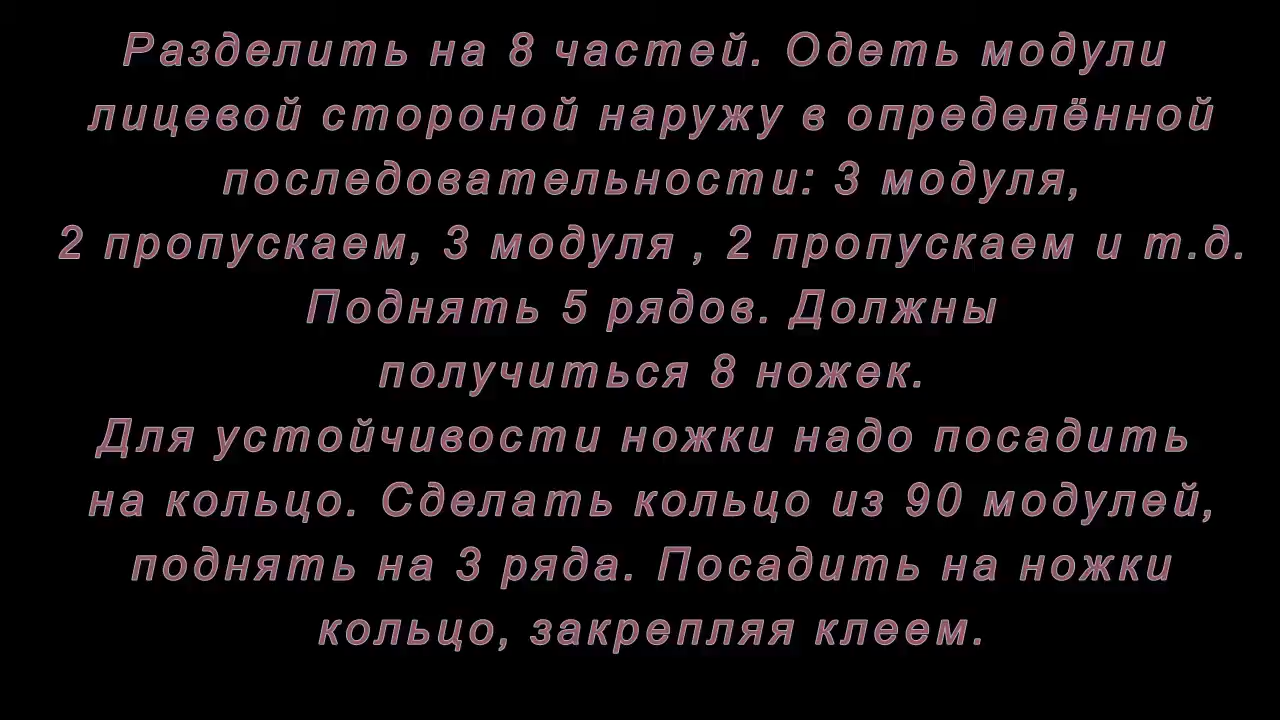 Разделить на 8 частей. Одеть модули
лицевой стороной наружу в определённой
последовательности: 3 модуля,
2 пропускаем, 3 модуля , 2 пропускаем и т.д.
Поднять 5 рядов. Должны
получиться 8 ножек.
Для устойчивости ножки надо посадить
на кольцо. Сделать кольцо из 90 модулей,
поднять на 3 ряда. Посадить на ножки
кольцо, закрепляя клеем.